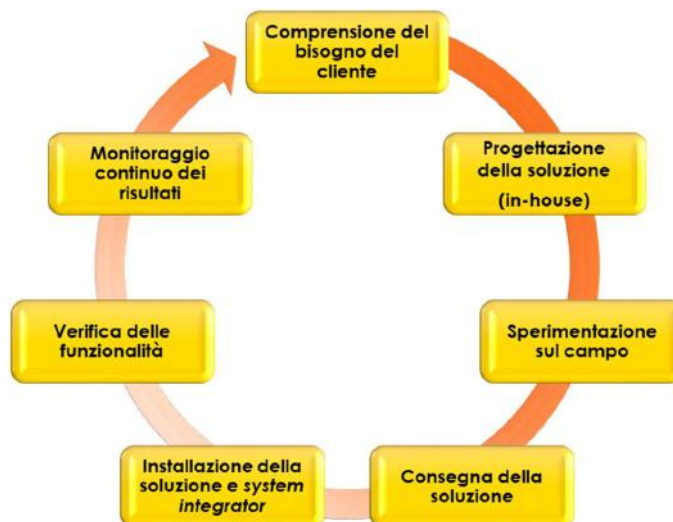 Comprensione del
bisogno del
cliente
Progettazione
della soluzione
(in-house)
Sperimentazione
sul campo
Consegna della
soluzione
Installazione della
soluzione e system
integrator
Verifica delle
funzionalità
Monitoraggio
continuo dei
risultati